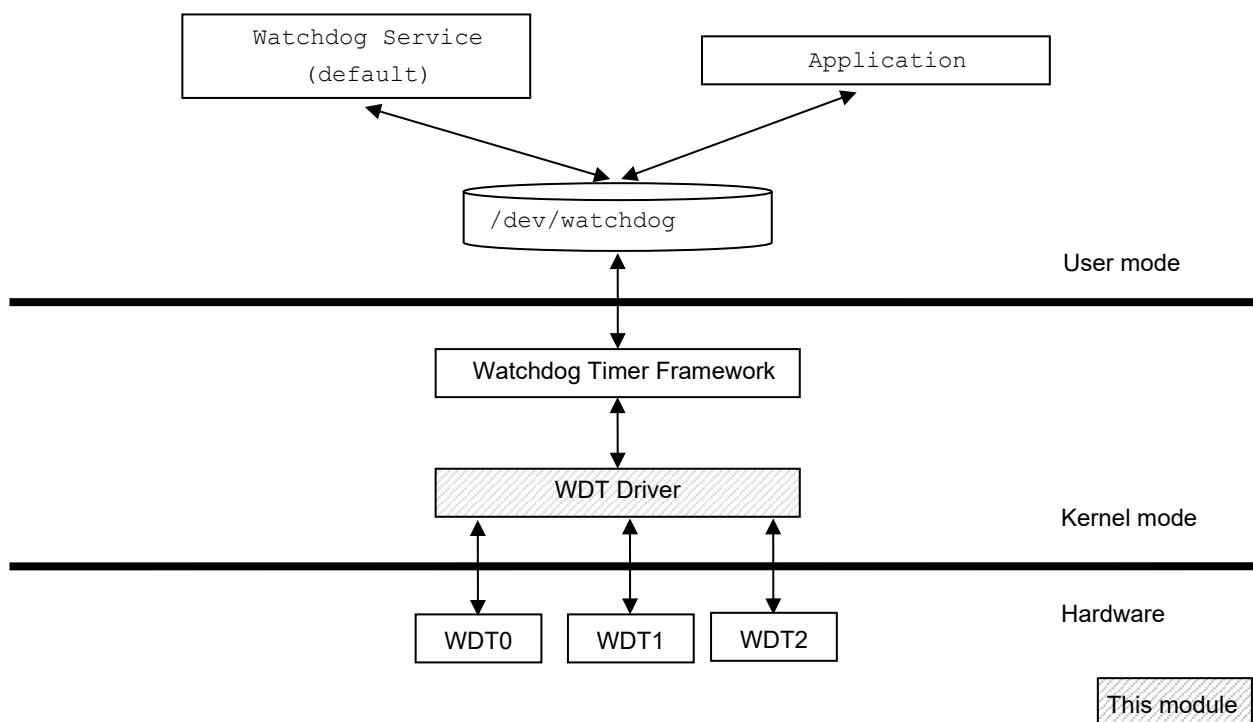 Watchdog Service
(default)
Application
/dev/watchdog
User mode
Watchdog Timer Framework
WDT Driver
Kernel mode
Hardware
WDT0
WDT1
WDT2
This module